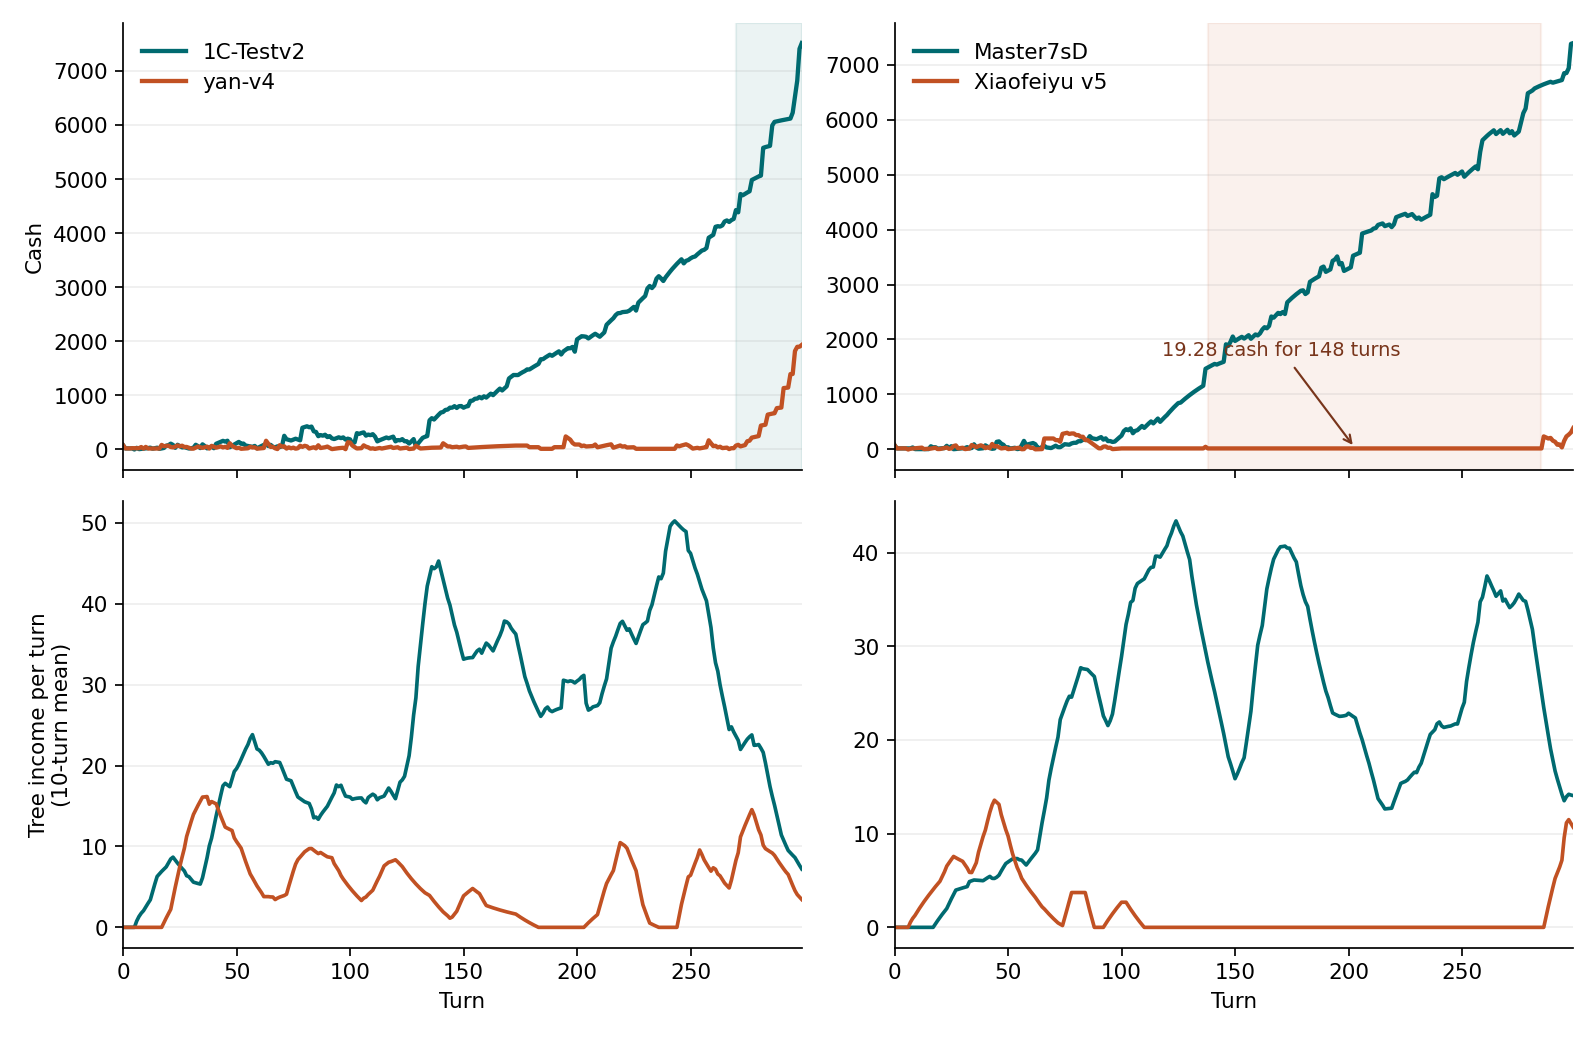 1C-Testv2
yan-v4
7000
6000
5000
4000
3000
2000
1000
0
Cash
Master7sD
Xiaofeiyu v5
7000
6000
5000
4000
3000
2000
1000
0
19.28 cash for 148 turns
50
40
30
20
10
0
Tree income per turn
(10-turn mean)
0 50 100 150 200 250
Turn
40
30
20
10
0
0 50 100 150 200 250
Turn